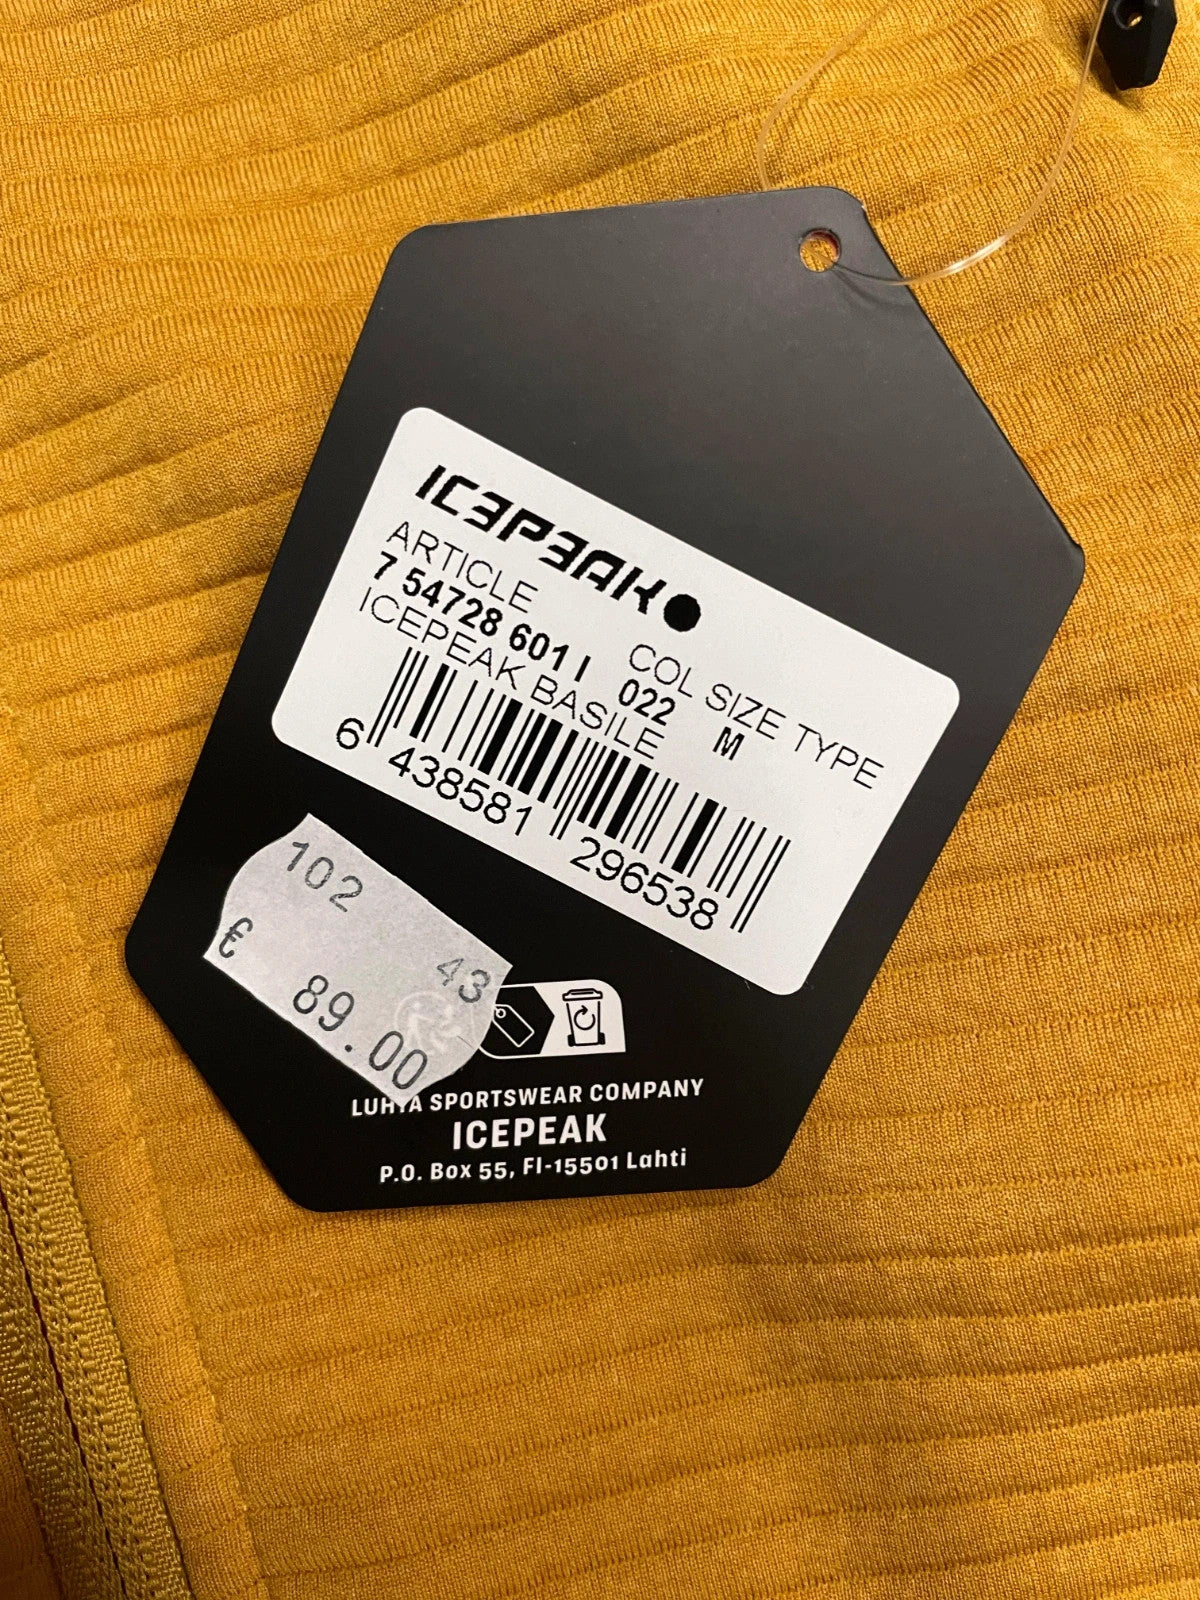 ICEPEAK
ARTICLE COL SIZE TYPE
7 54728 601 I 022 M
ICEPEAK BASILE
6 438581 296538
102 43
€ 89.00
LUHTA SPORTSWEAR COMPANY
ICEPEAK
P.O. Box 55, FI-15501 Lahti